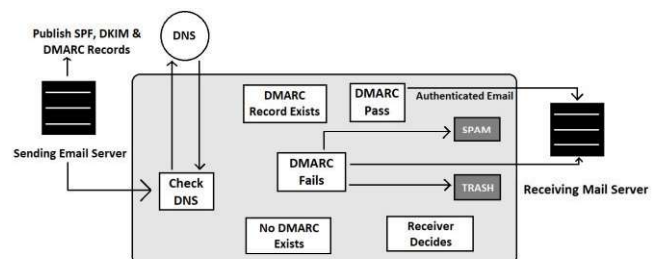 Publish SPF, DKIM &
DMARC Records
DNS
DMARC
Record Exists
DMARC
Pass
Authenticated Email
SPAM
Sending Email Server
Check
DNS
DMARC
Fails
TRASH
Receiving Mail Server
No DMARC
Exists
Receiver
Decides